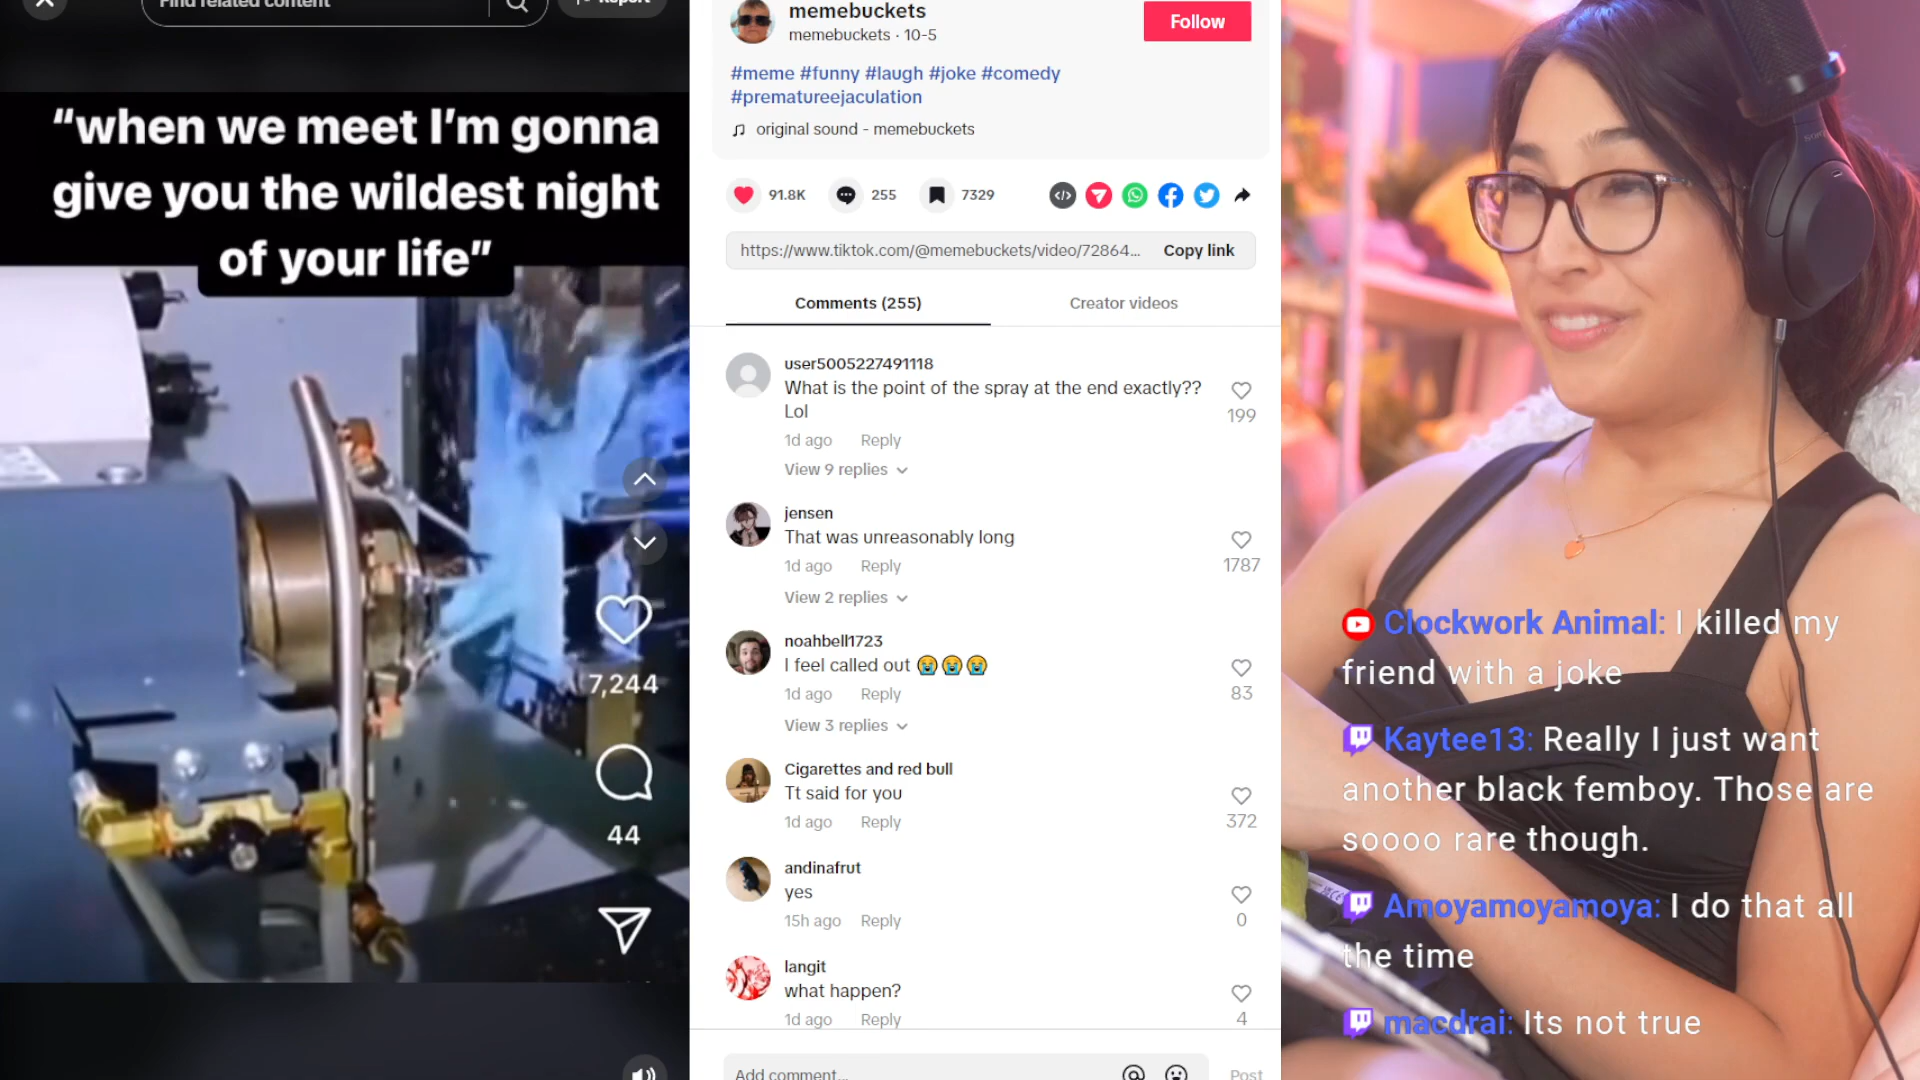 Find related content
Report
“when we meet I’m gonna
give you the wildest night
of your life”
7,244
44
memebuckets
memebuckets · 10-5
Follow
#meme #funny #laugh #joke #comedy
#prematureejaculation
original sound - memebuckets
91.8K
255
7329
https://www.tiktok.com/@memebuckets/video/72864... Copy link
Comments (255)
Creator videos
user5005227491118
What is the point of the spray at the end exactly??
Lol
199
1d ago Reply
View 9 replies
jensen
That was unreasonably long
1787
1d ago Reply
View 2 replies
noahbell1723
I feel called out 😭😭😭
83
1d ago Reply
View 3 replies
Cigarettes and red bull
Tt said for you
372
1d ago Reply
andinafrut
yes
0
15h ago Reply
langit
what happen?
4
1d ago Reply
Add comment...
Post
SONY
Clockwork Animal: I killed my
friend with a joke
Kaytee13: Really I just want
another black femboy. Those are
soooo rare though.
Amoyamoyamoya: I do that all
the time
macdrai: Its not true